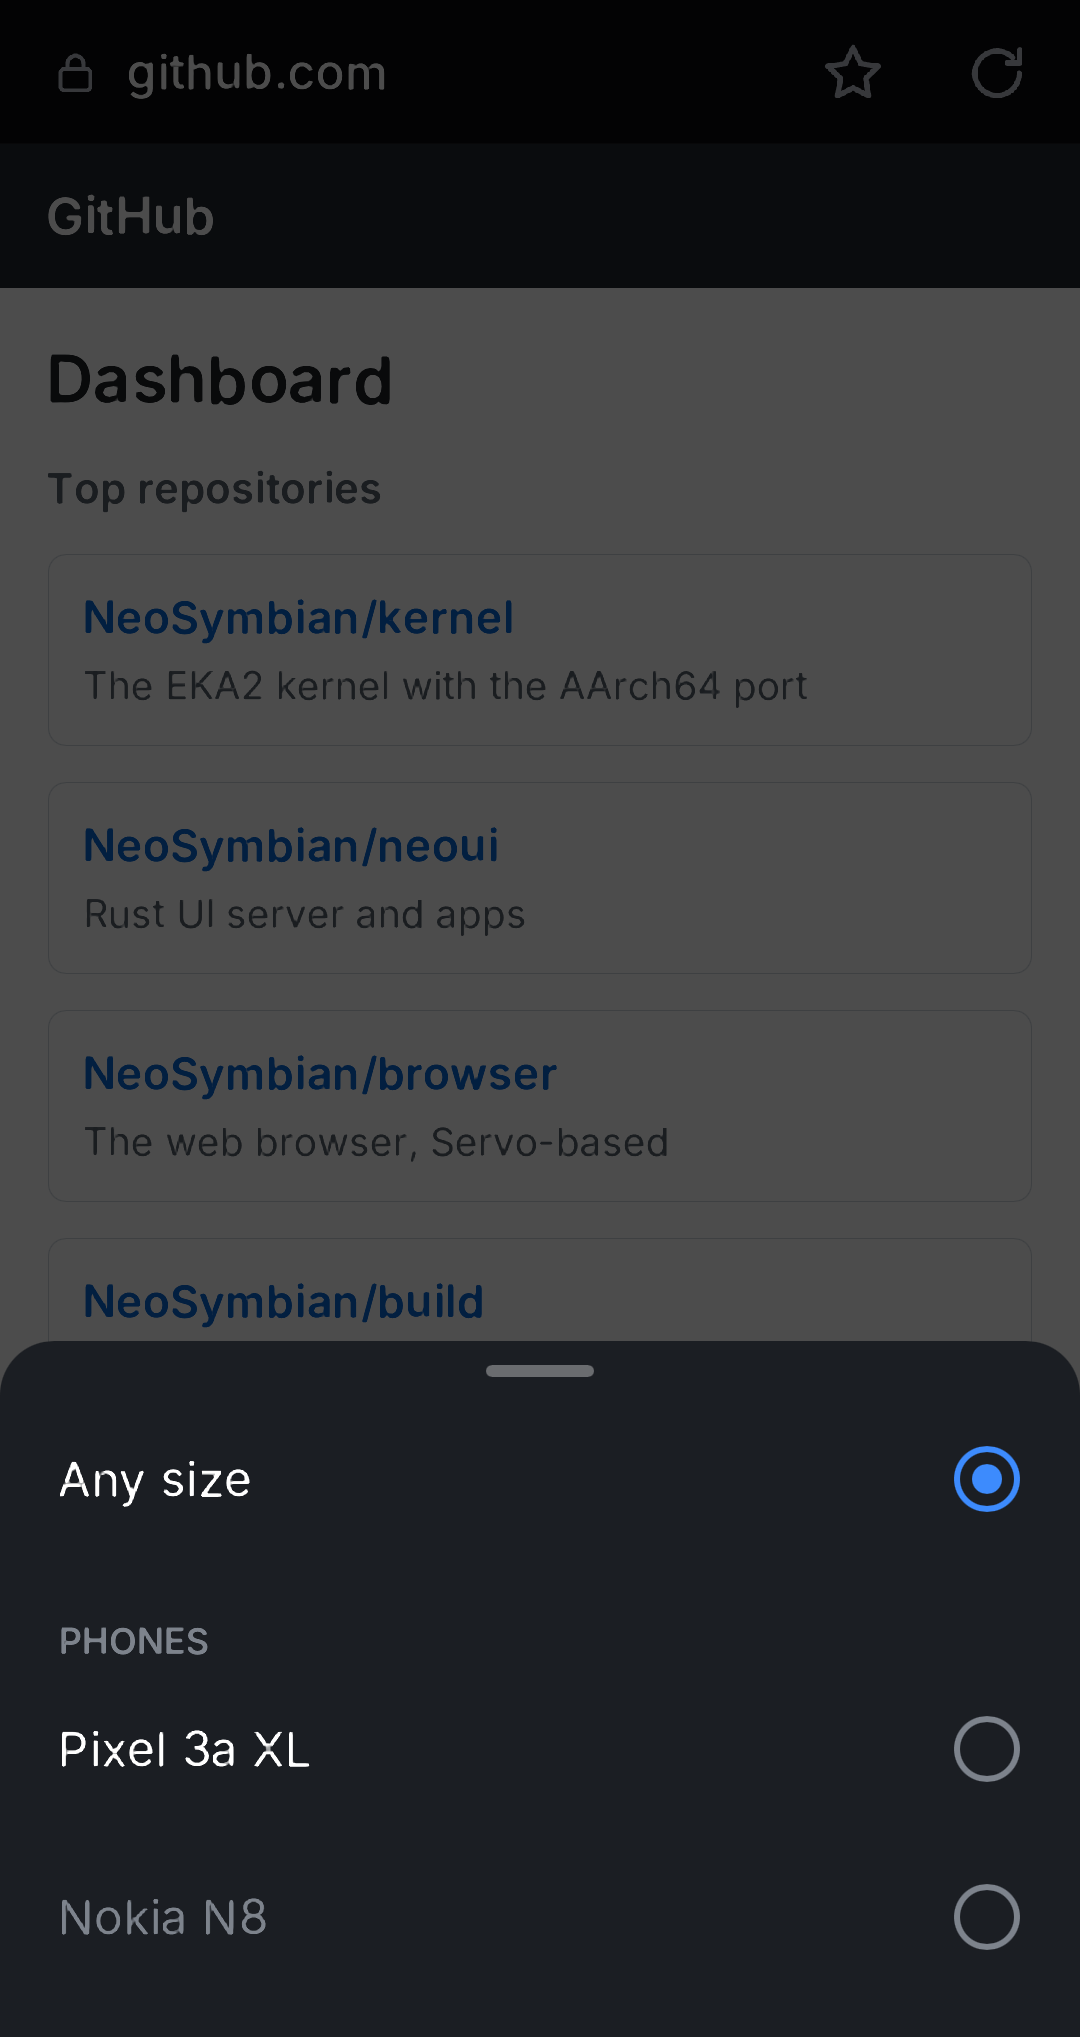 github.com
GitHub
Dashboard
Top repositories
NeoSymbian/kernel
The EKA2 kernel with the AArch64 port
NeoSymbian/neoui
Rust UI server and apps
NeoSymbian/browser
The web browser, Servo-based
NeoSymbian/build
Any size
PHONES
Pixel 3a XL
Nokia N8